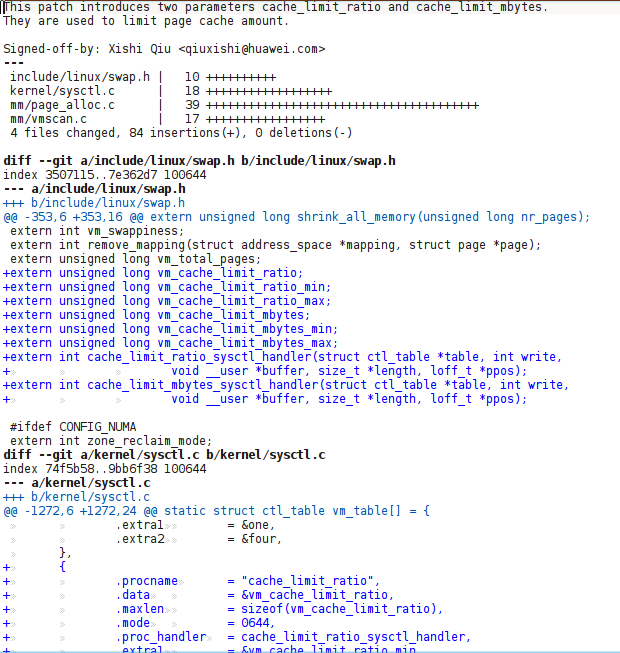 This patch introduces two parameters cache_limit_ratio and cache_limit_mbytes.
They are used to limit page cache amount.

Signed-off-by: Xishi Qiu <qiuxishi@huawei.com>
---
 include/linux/swap.h |   10 ++++++++++
 kernel/sysctl.c      |   18 ++++++++++++++++++
 mm/page_alloc.c      |   39 +++++++++++++++++++++++++++++++++++++++
 mm/vmscan.c          |   17 +++++++++++++++++
 4 files changed, 84 insertions(+), 0 deletions(-)

diff --git a/include/linux/swap.h b/include/linux/swap.h
index 3507115..7e362d7 100644
--- a/include/linux/swap.h
+++ b/include/linux/swap.h
@@ -353,6 +353,16 @@ extern unsigned long shrink_all_memory(unsigned long nr_pages);
 extern int vm_swappiness;
 extern int remove_mapping(struct address_space *mapping, struct page *page);
 extern unsigned long vm_total_pages;
+extern unsigned long vm_cache_limit_ratio;
+extern unsigned long vm_cache_limit_ratio_min;
+extern unsigned long vm_cache_limit_ratio_max;
+extern unsigned long vm_cache_limit_mbytes;
+extern unsigned long vm_cache_limit_mbytes_min;
+extern unsigned long vm_cache_limit_mbytes_max;
+extern int cache_limit_ratio_sysctl_handler(struct ctl_table *table, int write,
+»       »       »       void __user *buffer, size_t *length, loff_t *ppos);
+extern int cache_limit_mbytes_sysctl_handler(struct ctl_table *table, int write,
+»       »       »       void __user *buffer, size_t *length, loff_t *ppos);

 #ifdef CONFIG_NUMA
 extern int zone_reclaim_mode;
diff --git a/kernel/sysctl.c b/kernel/sysctl.c
index 74f5b58..9bb6f38 100644
--- a/kernel/sysctl.c
+++ b/kernel/sysctl.c
@@ -1272,6 +1272,24 @@ static struct ctl_table vm_table[] = {
 »      »       .extra1»»       = &one,
 »      »       .extra2»»       = &four,
 »      },
+»      {
+»      »       .procname»      = "cache_limit_ratio",
+»      »       .data» »        = &vm_cache_limit_ratio,
+»      »       .maxlen»»       = sizeof(vm_cache_limit_ratio),
+»      »       .mode» »        = 0644,
+»      »       .proc_handler»  = cache_limit_ratio_sysctl_handler,
+»      »       .extra1»»       = &vm_cache_limit_ratio_min,